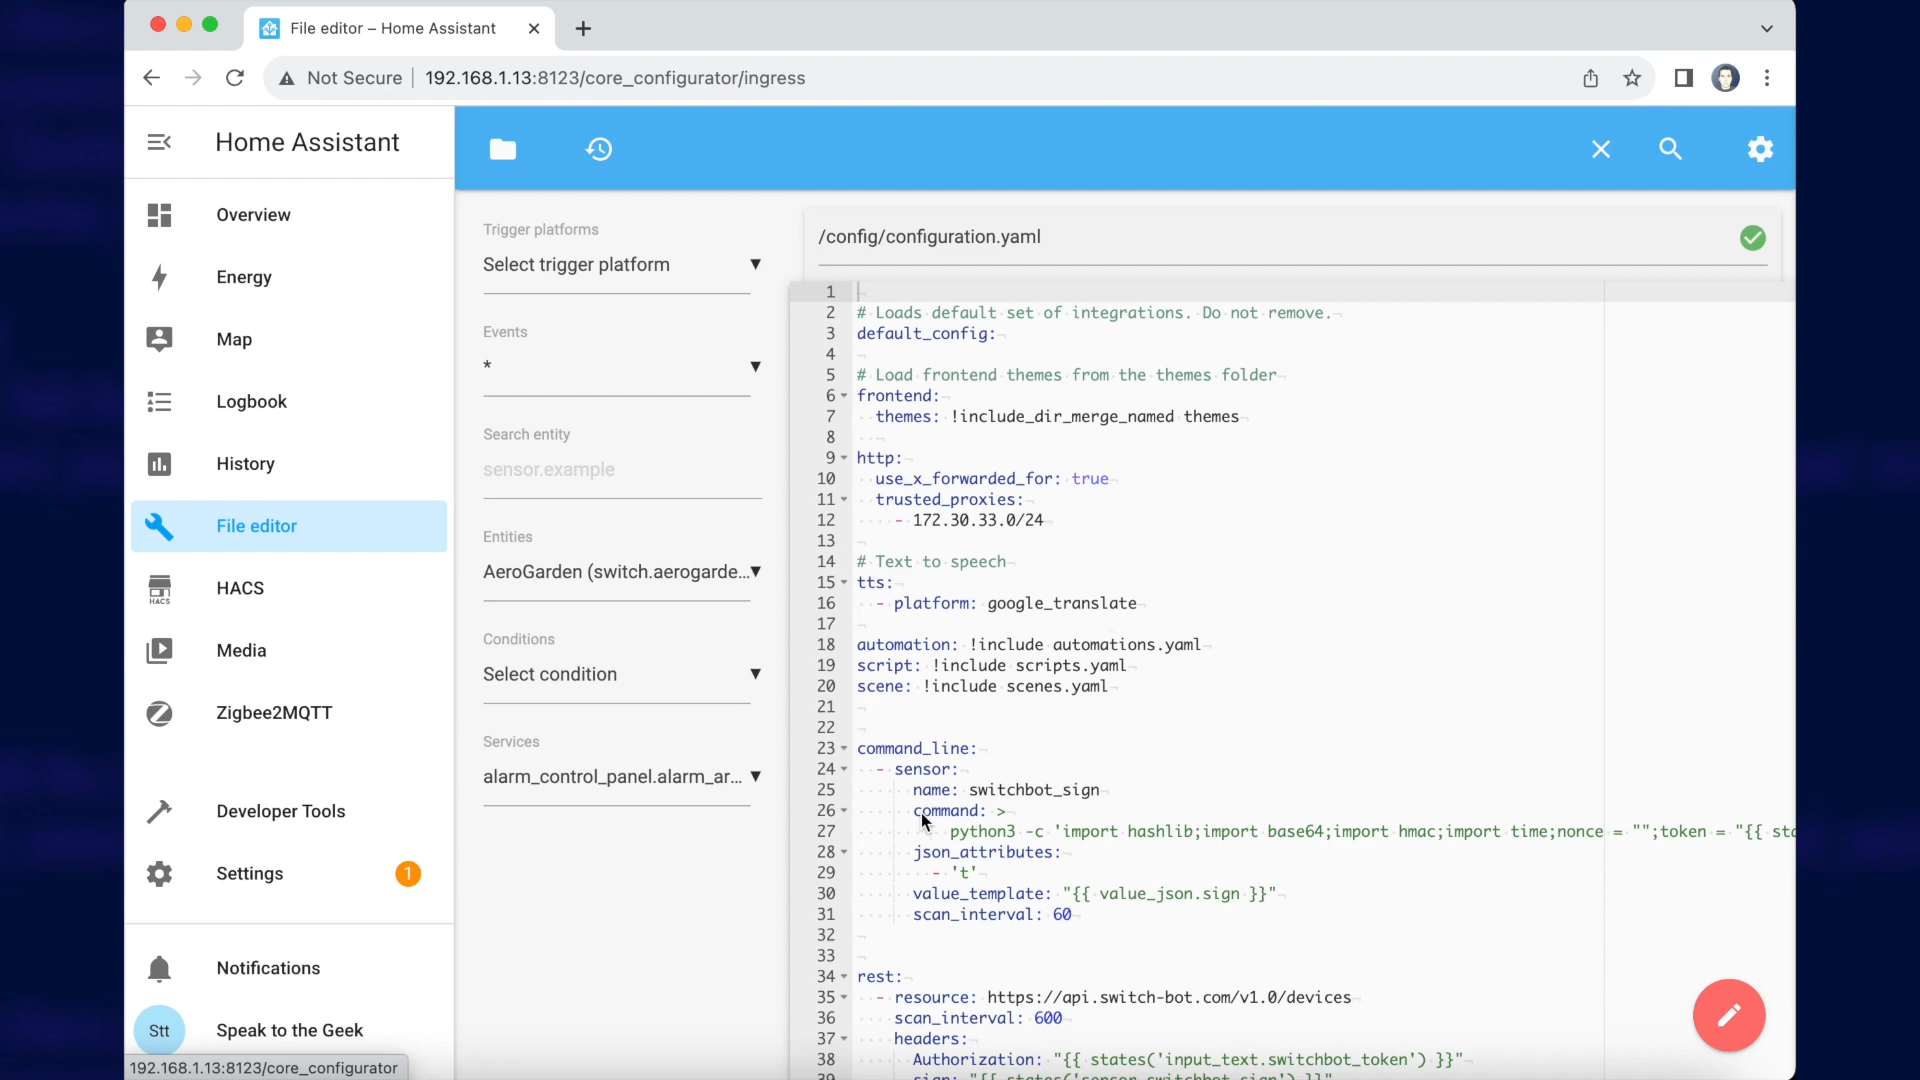 File editor – Home Assistant
Not Secure
192.168.1.13:8123/core_configurator/ingress
Home Assistant
Overview
Energy
Map
Logbook
History
File editor
HACS
HACS
Media
Zigbee2MQTT
Developer Tools
Settings
1
Notifications
Stt
Speak to the Geek
192.168.1.13:8123/core_configurator
Trigger platforms
Select trigger platform
Events
*
Search entity
sensor.example
Entities
AeroGarden (switch.aerogarde...
Conditions
Select condition
Services
alarm_control_panel.alarm_ar...
/config/configuration.yaml
1
2 # Loads default set of integrations. Do not remove.
3 default_config:
4
5 # Load frontend themes from the themes folder
6 frontend:
7 themes: !include_dir_merge_named themes
8
9 http:
10 use_x_forwarded_for: true
11 trusted_proxies:
12 - 172.30.33.0/24
13
14 # Text to speech
15 tts:
16 - platform: google_translate
17
18 automation: !include automations.yaml
19 script: !include scripts.yaml
20 scene: !include scenes.yaml
21
22
23 command_line:
24 - sensor:
25 name: switchbot_sign
26 command: >
27 python3 -c 'import hashlib;import base64;import hmac;import time;nonce = "";token = "{{
28 json_attributes:
29 - 't'
30 value_template: "{{ value_json.sign }}"
31 scan_interval: 60
32
33
34 rest:
35 - resource: https://api.switch-bot.com/v1.0/devices
36 scan_interval: 600
37 headers:
38 Authorization: "{{ states('input_text.switchbot_token') }}"
39 sign: "{{ states('sensor.switchbot_sign') }}"